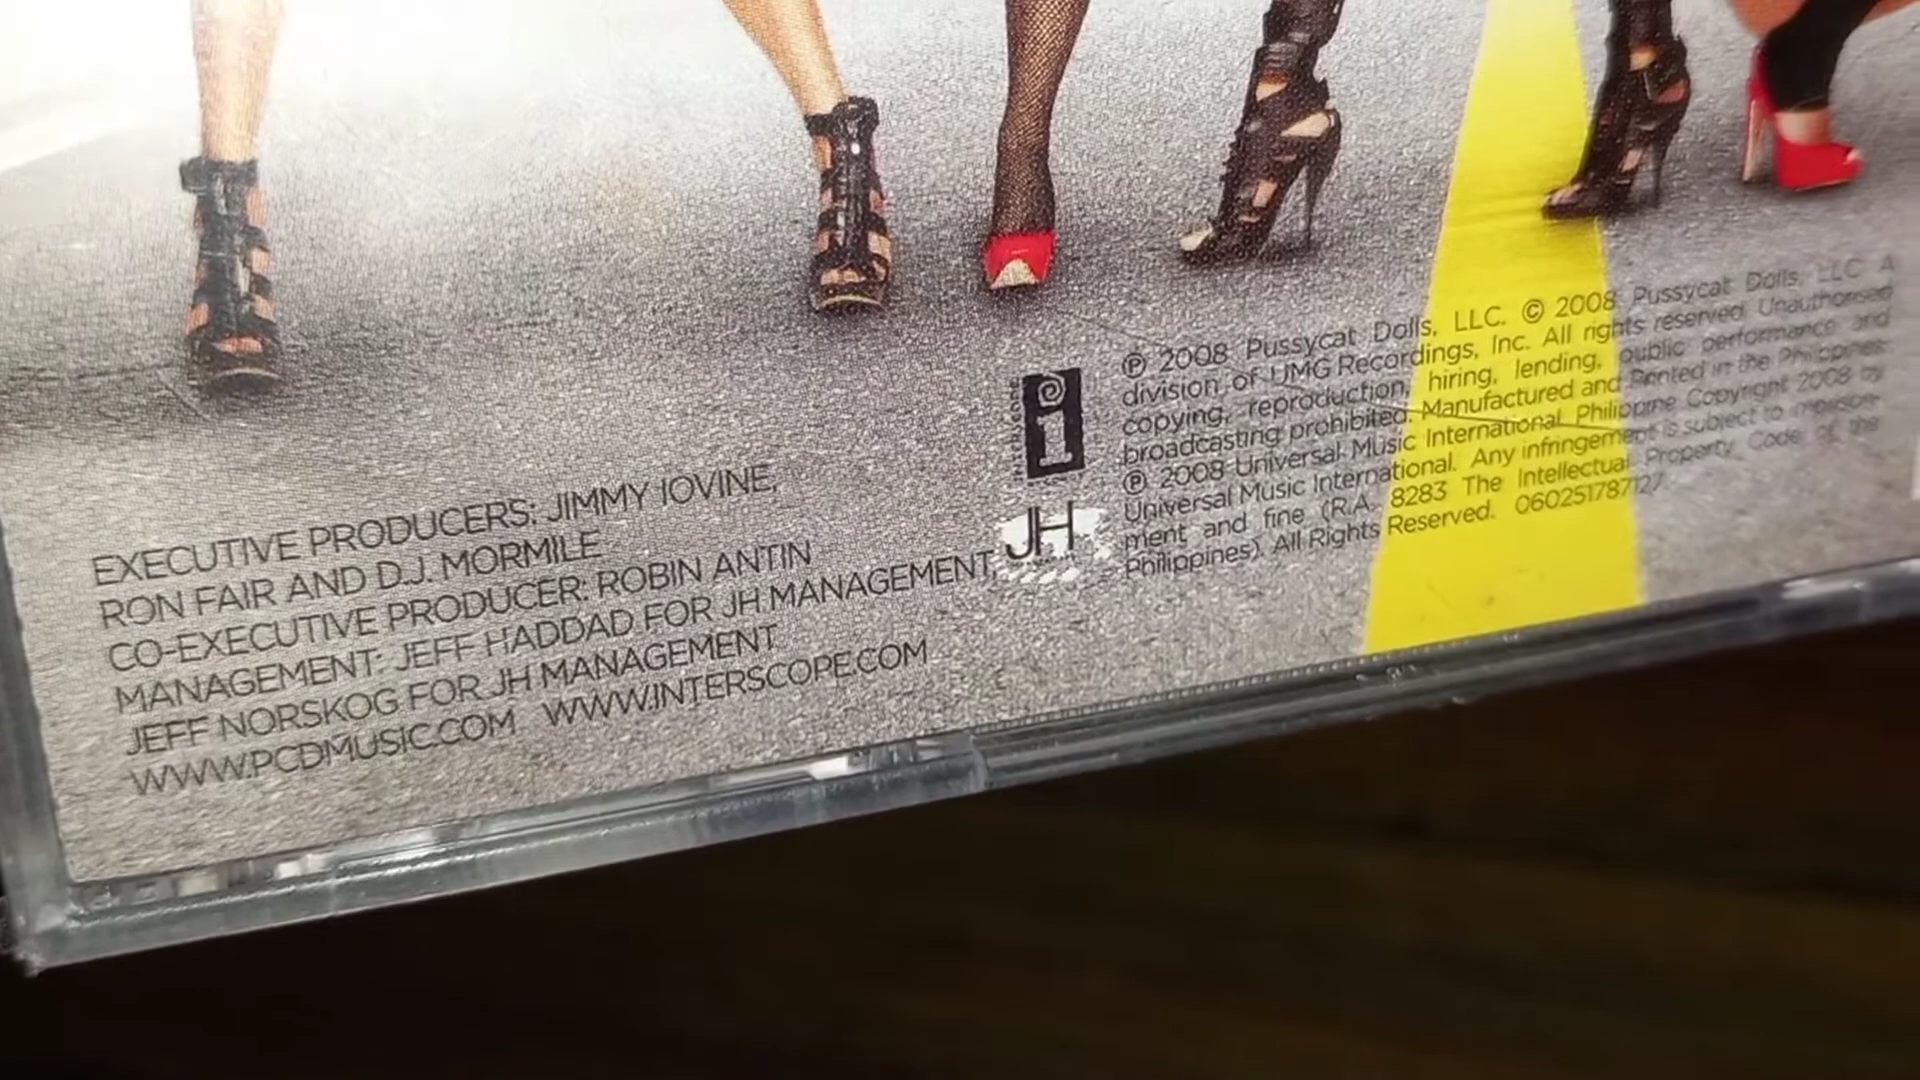 EXECUTIVE PRODUCERS: JIMMY IOVINE,
RON FAIR AND D.J. MORMILE
CO-EXECUTIVE PRODUCER: ROBIN ANTIN
MANAGEMENT: JEFF HADDAD FOR JH MANAGEMENT,
JEFF NORSKOG FOR JH MANAGEMENT
WWW.PCDMUSIC.COM WWW.INTERSCOPE.COM
INTERSCOPE
i
JH
℗ 2008 Pussycat Dolls, LLC. © 2008 Pussycat Dolls, LLC A
division of UMG Recordings, Inc. All rights reserved Unauthorised
copying, reproduction, hiring, lending, public performance and
broadcasting prohibited. Manufactured and Printed in the Philippines
℗ 2008 Universal Music International Philippine Copyright 2008 by
Universal Music International. Any infringement is subject to imprison-
ment and fine (R.A. 8283 The Intellectual Property Code of the
Philippines). All Rights Reserved. 060251787127